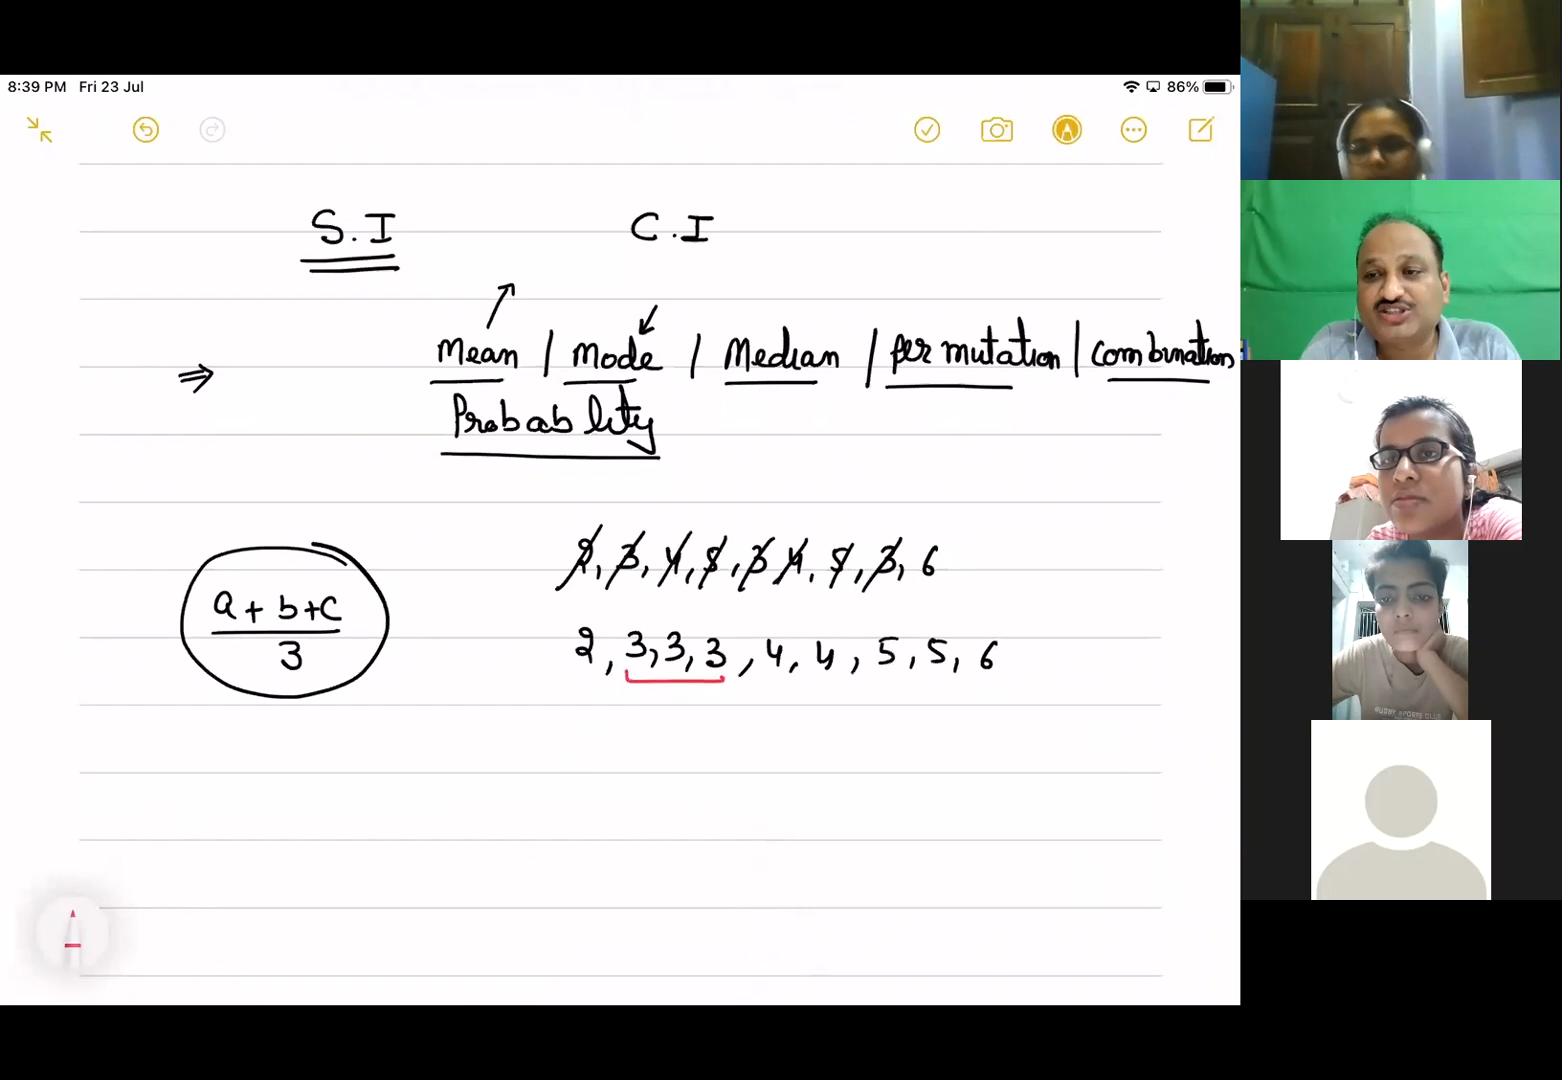 8:39 PM Fri 23 Jul 86%
S.I C.I
Mean / Mode / Median / permutation / combinations
Probability
2, 3, 4, 5, 3 4, 5, 3, 6
a + b + c
3
2, 3, 3, 3, 4, 4, 5, 5, 6